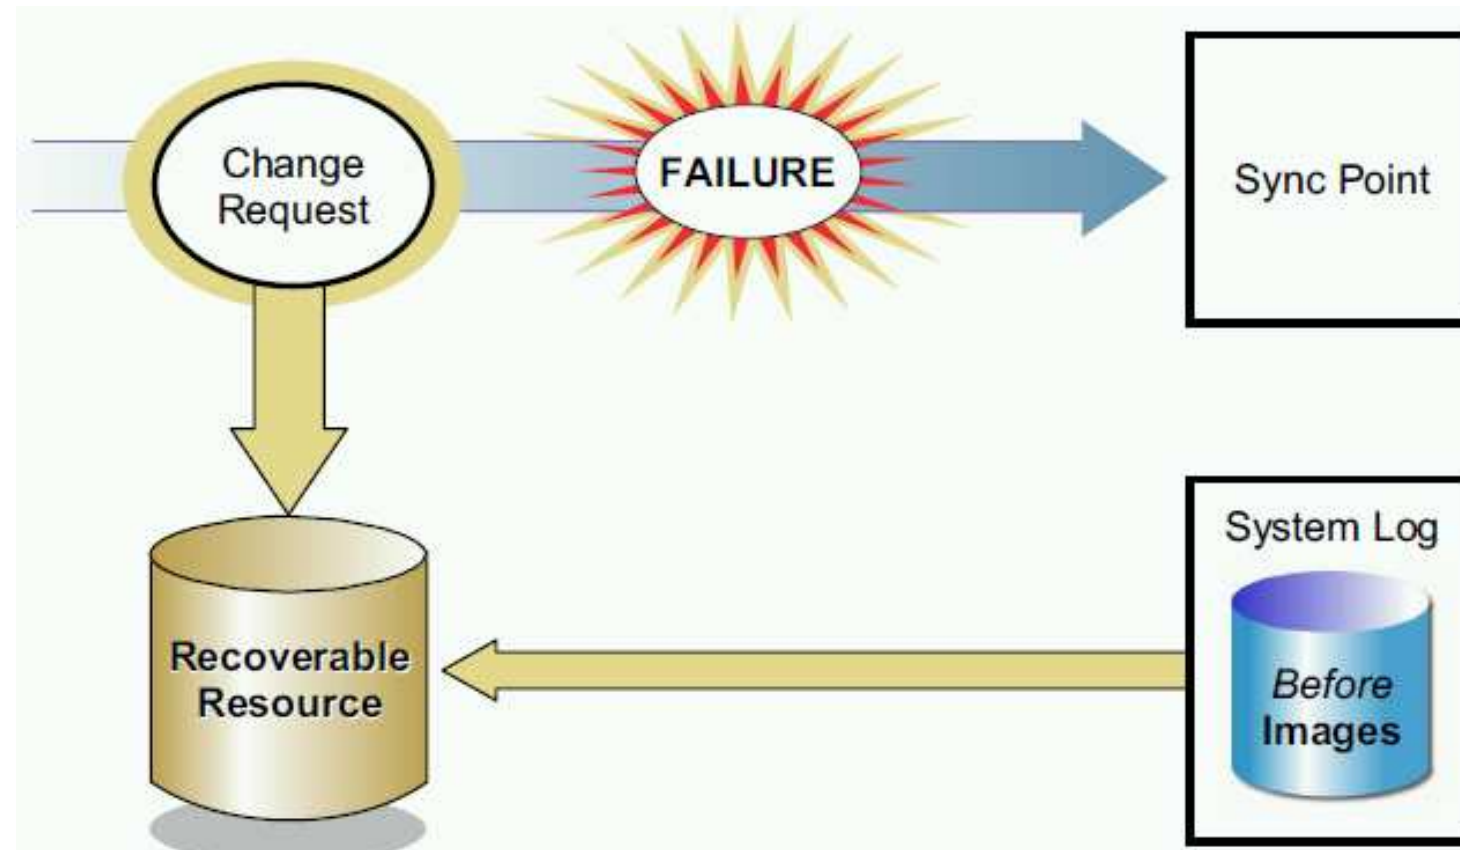 Change
Request
FAILURE
Sync Point
Recoverable
Resource
System Log
Before
Images